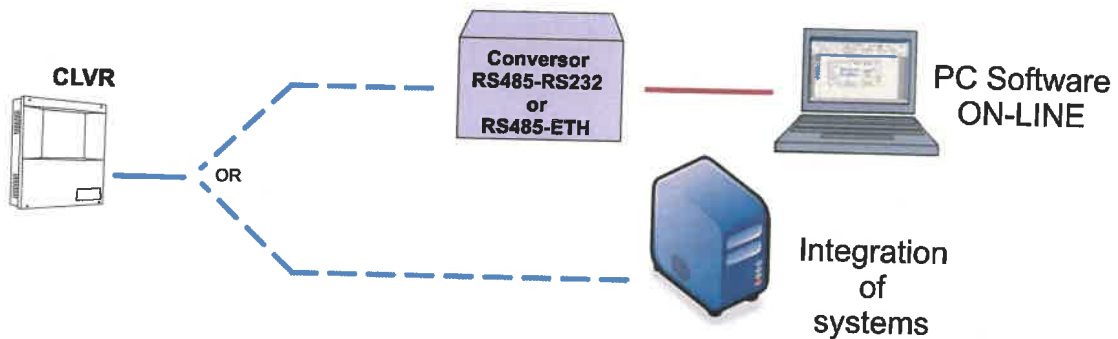 CLVR
Conversor
RS485-RS232
or
RS485-ETH
PC Software
ON-LINE
OR
Integration
of
systems